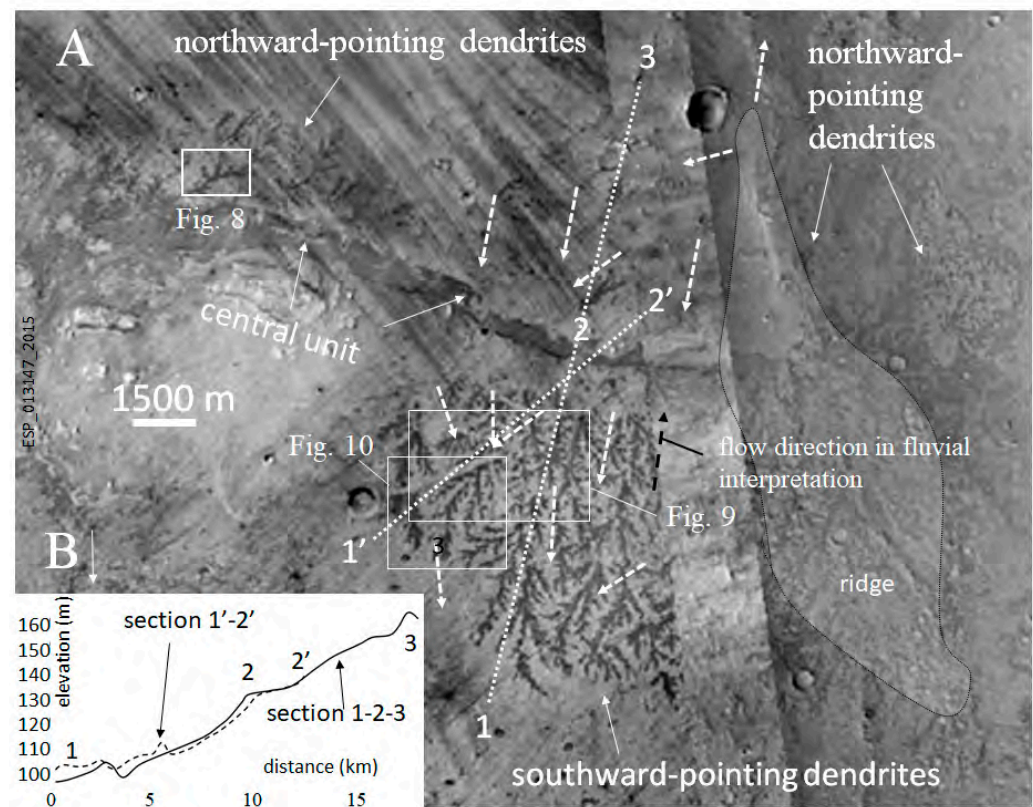 A
northward-pointing dendrites
3
northward-
pointing
dendrites
Fig. 8
central unit
2'
2
ESP_013147_2015
1500 m
Fig. 10
flow direction in fluvial
interpretation
Fig. 9
B
1'
3
ridge
1
southward-pointing dendrites
elevation (m)
160
150
140
130
120
110
100
section 1'-2'
2
2'
3
section 1-2-3
1
distance (km)
0
5
10
15